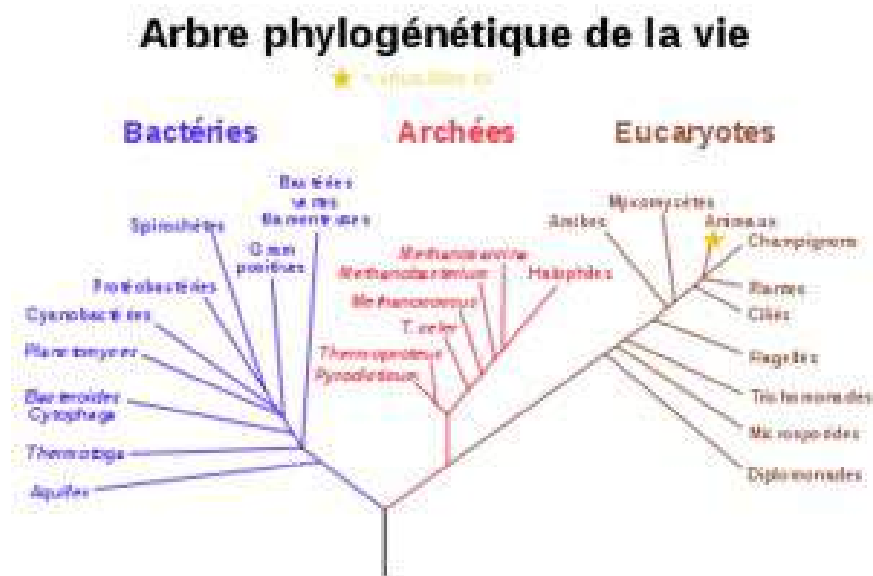 Arbre phylogénétique de la vie
Bactéries
Archées
Eucaryotes
Bactéries
vertes
filamenteuses
Spirochètes
Gram
positives
Protéobactéries
Cyanobactéries
Planctomyces
Bacteroides
Cytophaga
Thermotoga
Aquifex
Methanosarcina
Methanobacterium
Halophiles
Methanococcus
T. celer
Thermoproteus
Pyrodicticum
Myxomycètes
Amibes
Animaux
Champignons
Plantes
Ciliés
Flagellés
Trichomonades
Microsporidies
Diplomonades